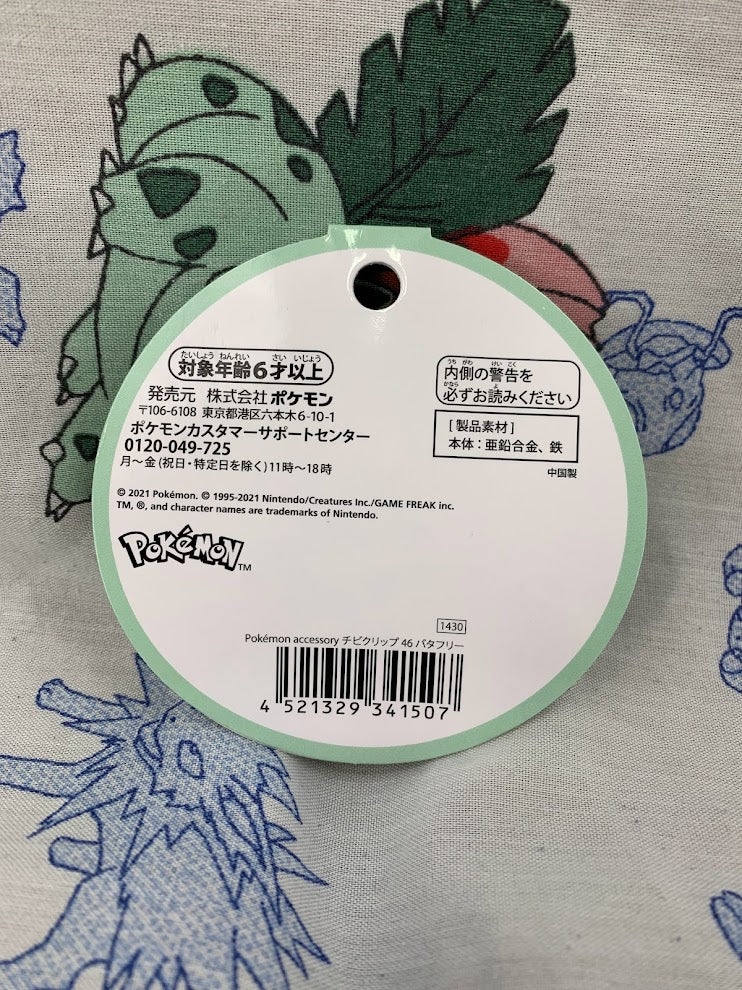 たいしょう ねんれい さい いじょう
対象年齢6才以上
発売元 株式会社ポケモン
〒106-6108 東京都港区六本木6-10-1
ポケモンカスタマーサポートセンター
0120-049-725
月～金(祝日・特定日を除く)11時～18時
うち がわ けい こく
内側の警告を
かなら よ
必ずお読みください
[製品素材]
本体：亜鉛合金、鉄
中国製
© 2021 Pokémon. © 1995-2021 Nintendo/Creatures Inc./GAME FREAK inc.
TM, ®, and character names are trademarks of Nintendo.
POKéMON TM
1430
Pokémon accessory チビクリップ 46 バタフリー
4 521329 341507